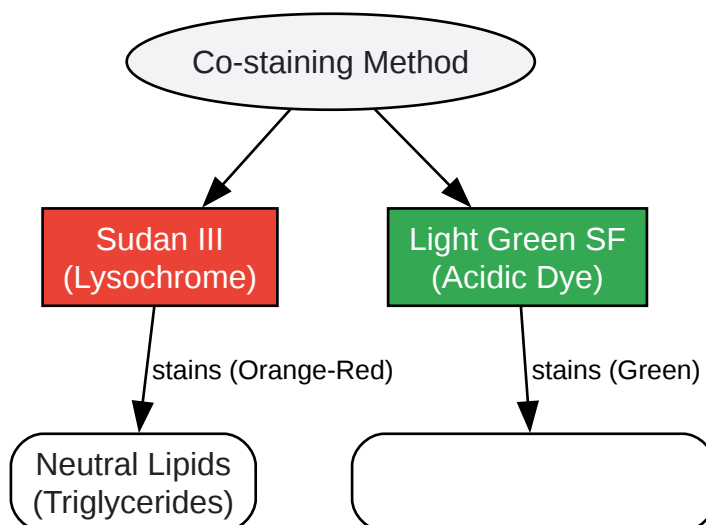 Co-staining Method
Sudan III
(Lysochrome)
Light Green SF
(Acidic Dye)
stains (Orange-Red)
stains (Green)
Neutral Lipids
(Triglycerides)